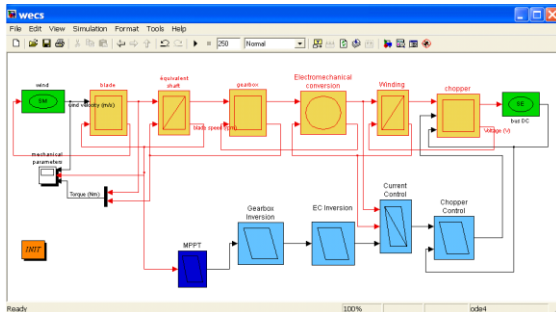 wecs
File Edit View Simulation Format Tools Help
250
Normal
wind
SM
wind velocity (m/s)
blade
equivalent
shaft
blade speed
gearbox
Electromechanical
conversion
Winding
chopper
SE
bus DC
Voltage (V)
mechanical
parameters
Torque (Nm)
Gearbox
Inversion
EC Inversion
Current
Control
Chopper
Control
INIT
MPPT
Ready
100%
ode4